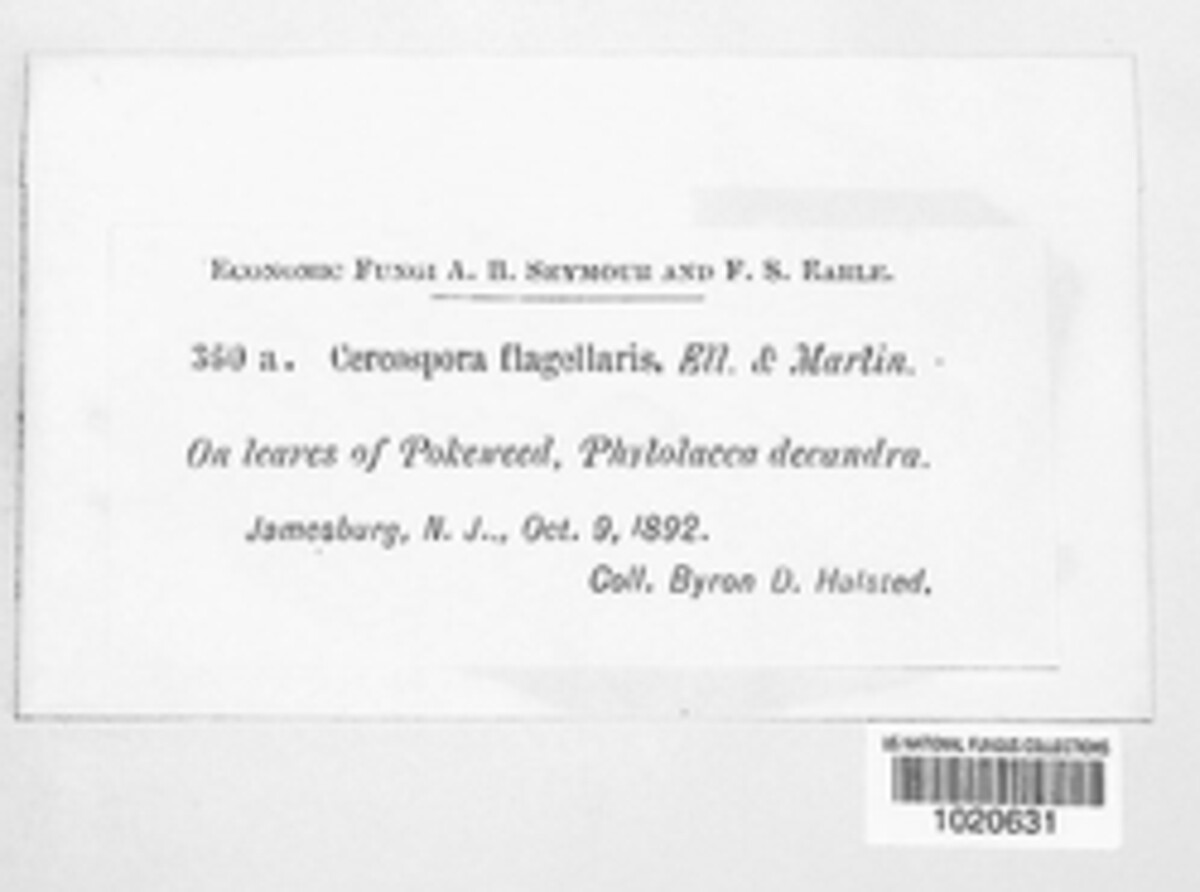 ECONOMIC FUNGI A. B. SEYMOUR AND F. S. EARLE.
350 a. Cercospora flagellaris. Ell. & Martin.
On leaves of Pokeweed, Phytolacca decandra.
Jamesburg, N. J.., Oct. 9, 1892.
Coll. Byron D. Halsted.
US NATIONAL FUNGUS COLLECTIONS
1020631